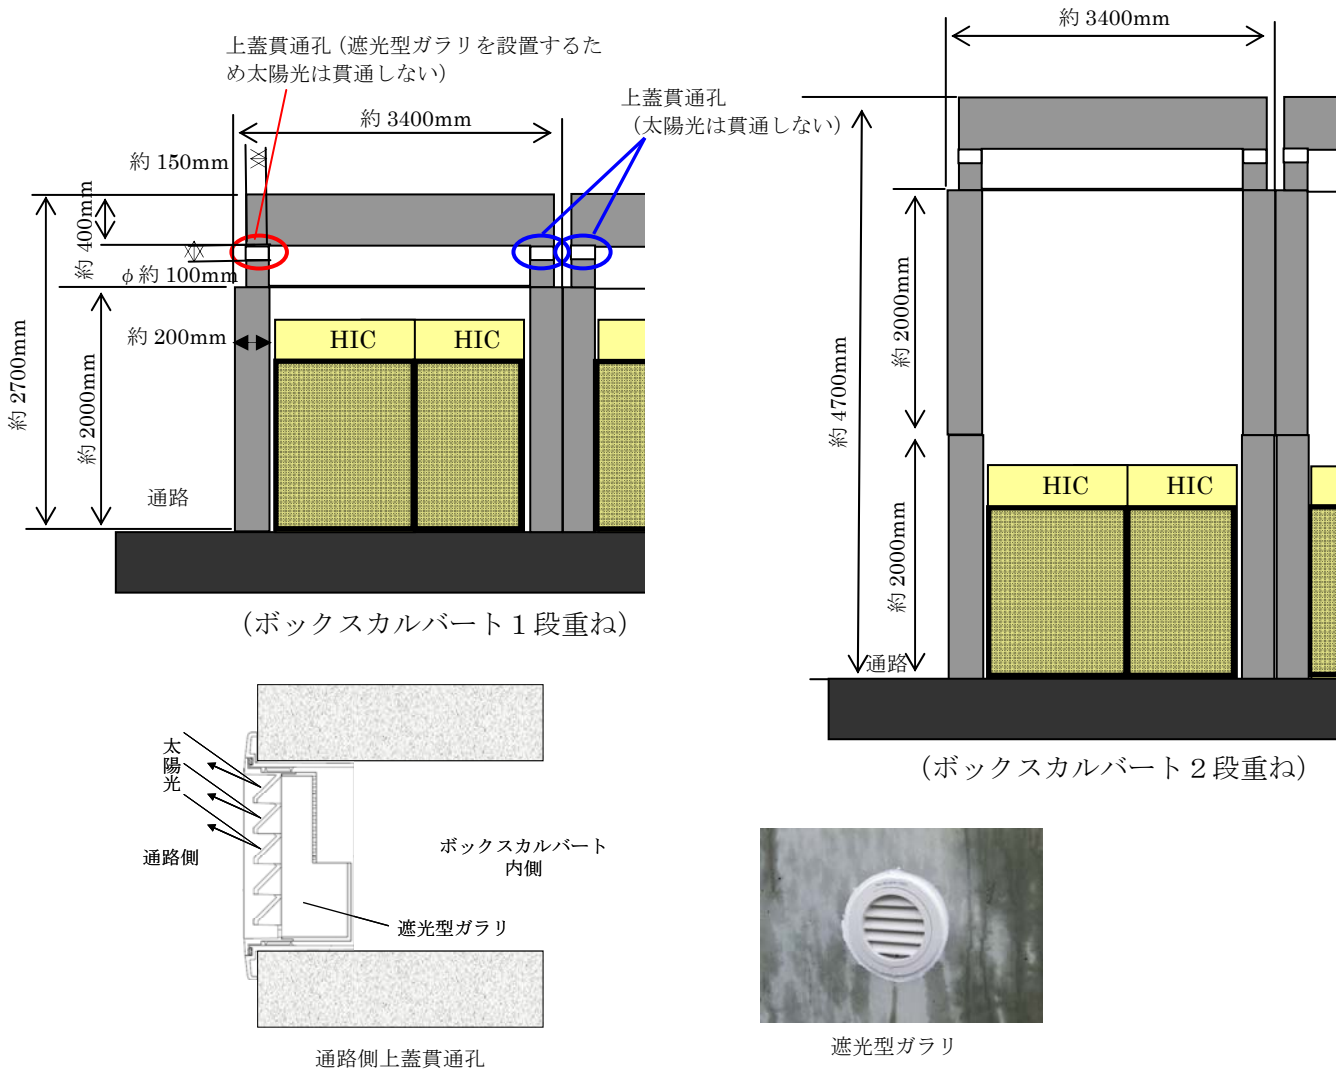 上蓋貫通孔（遮光型ガラリを設置するた
め太陽光は貫通しない）
上蓋貫通孔
（太陽光は貫通しない）
約 3400mm
約 150mm
約 400mm
φ約 100mm
約 200mm
約 2700mm
約 2000mm
HIC
HIC
通路
（ボックスカルバート１段重ね）
約 3400mm
約 4700mm
約 2000mm
約 2000mm
HIC
HIC
通路
（ボックスカルバート２段重ね）
太陽光
通路側
ボックスカルバート
内側
遮光型ガラリ
通路側上蓋貫通孔
遮光型ガラリ